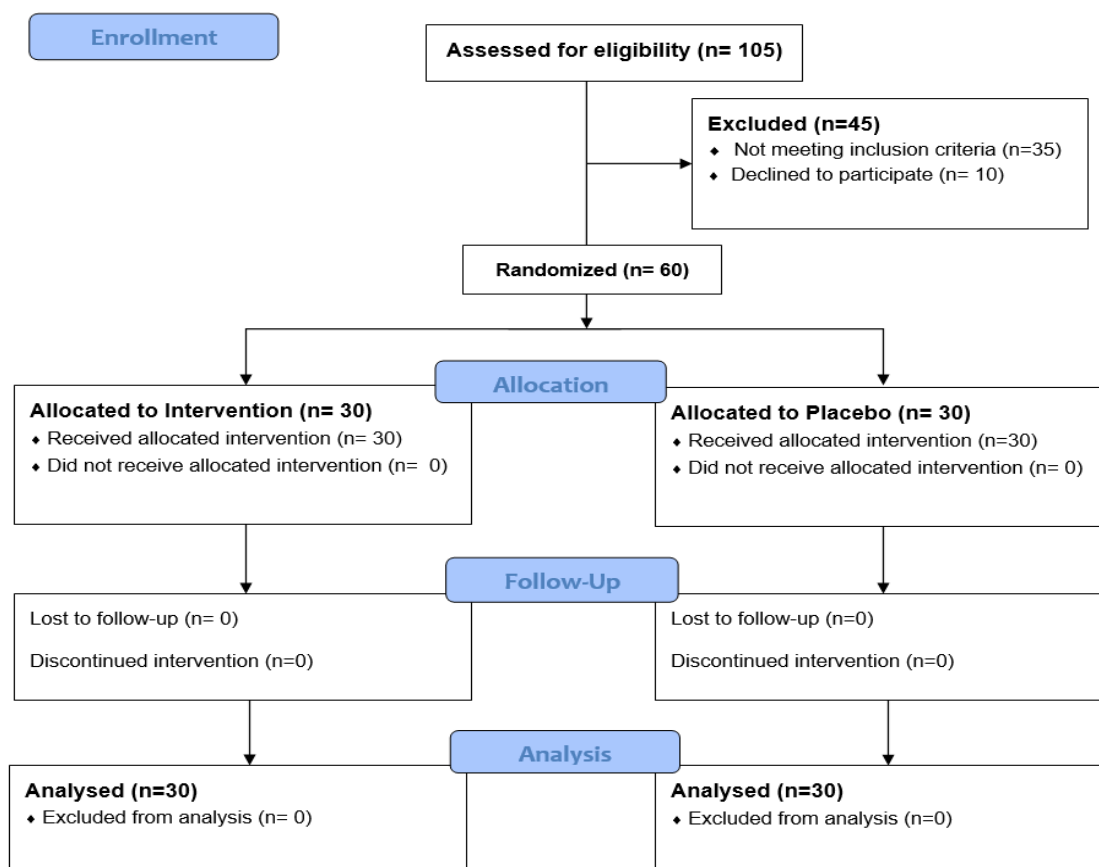 Enrollment
Assessed for eligibility (n= 105)
Excluded (n=45)
♦ Not meeting inclusion criteria (n=35)
♦ Declined to participate (n= 10)
Randomized (n= 60)
Allocation
Allocated to Intervention (n= 30)
♦ Received allocated intervention (n= 30)
♦ Did not receive allocated intervention (n=  0)
Allocated to Placebo (n= 30)
♦ Received allocated intervention (n=30)
♦ Did not receive allocated intervention (n= 0)
Follow-Up
Lost to follow-up (n= 0)
Discontinued intervention (n=0)
Lost to follow-up (n=0)
Discontinued intervention (n=0)
Analysis
Analysed (n=30)
♦ Excluded from analysis (n= 0)
Analysed (n=30)
♦ Excluded from analysis (n=0)